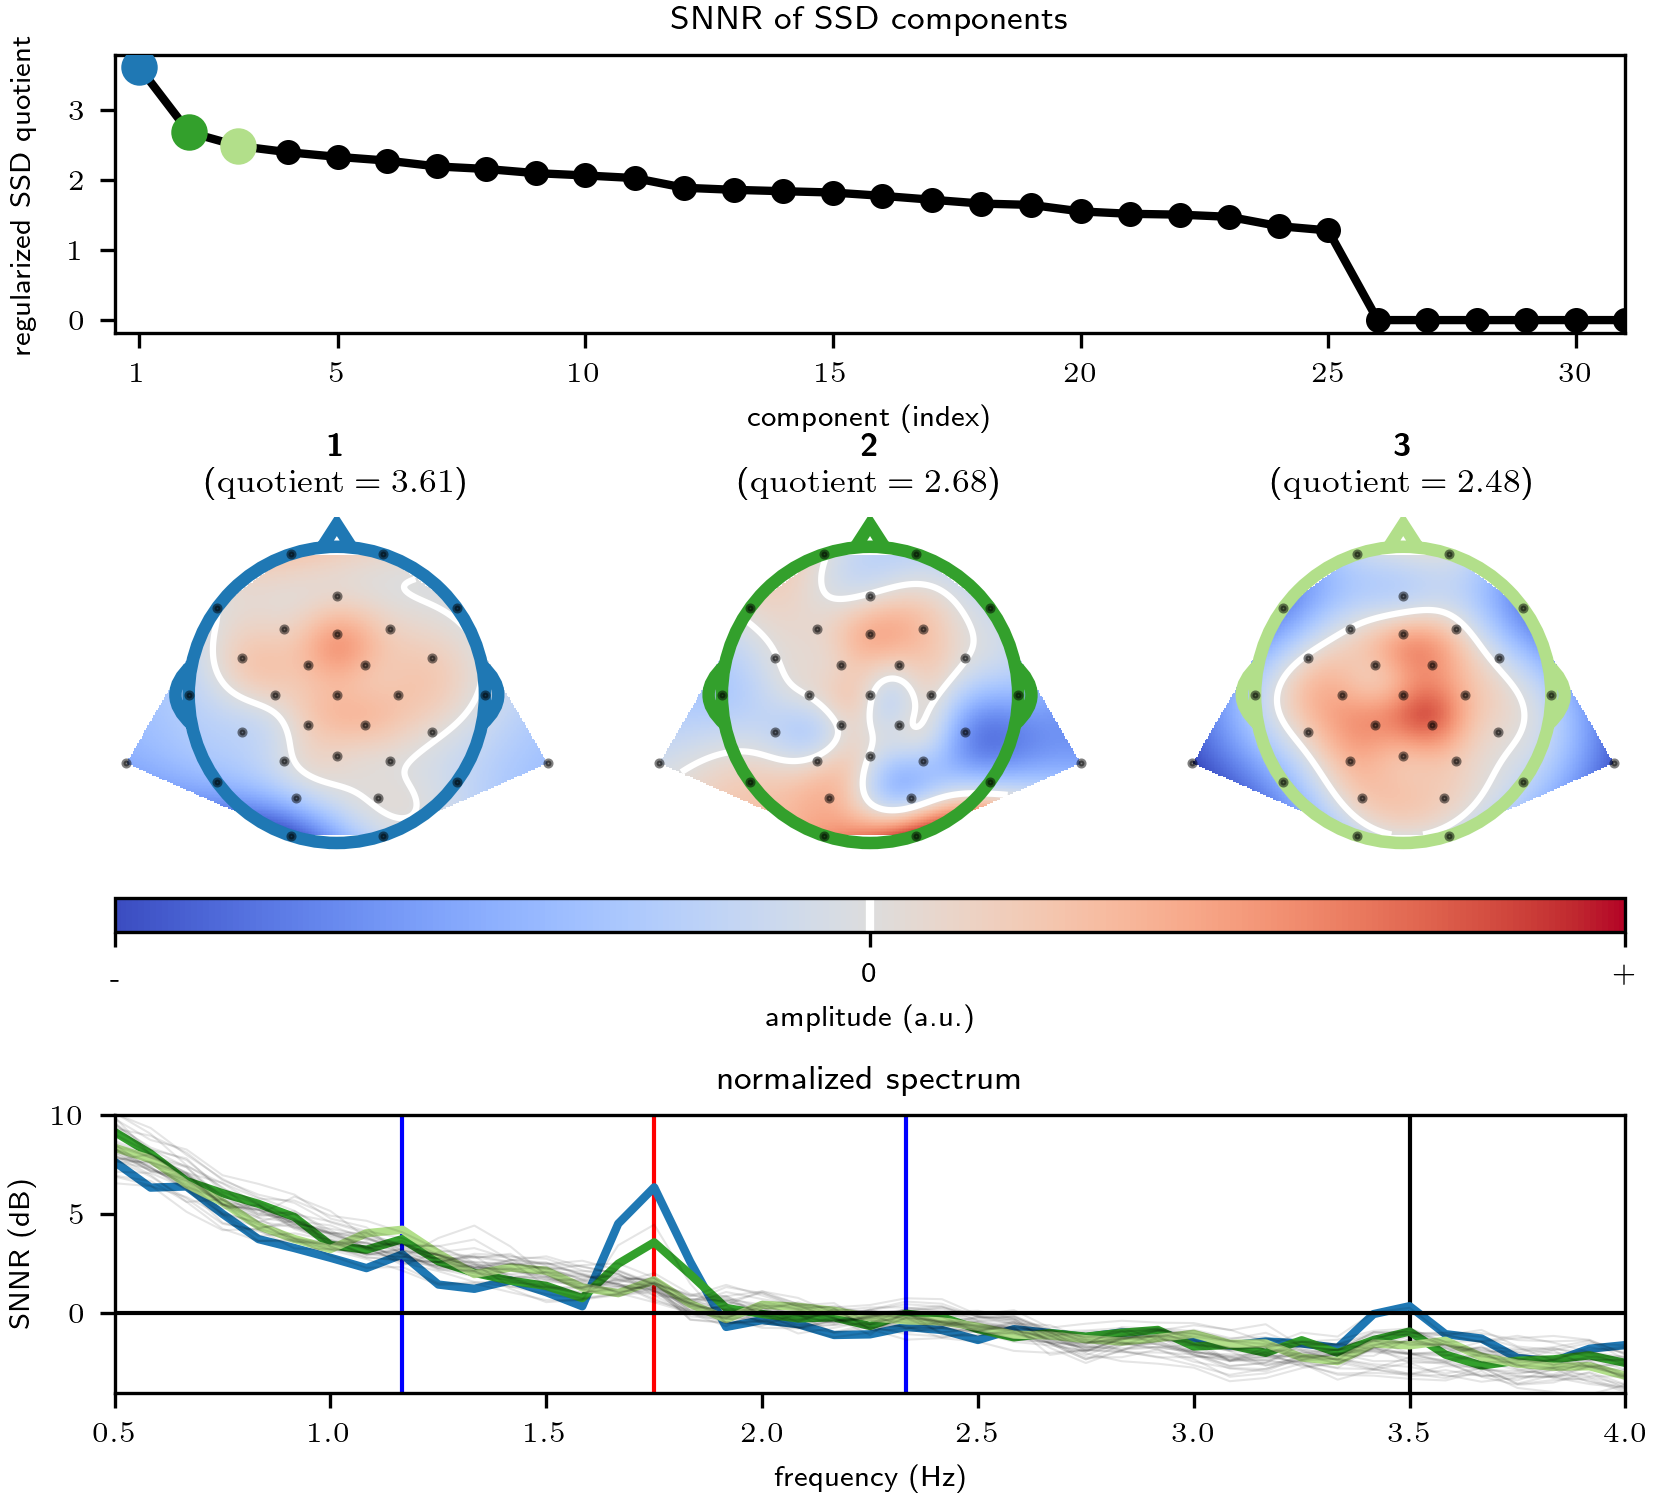 SNNR of SSD components
regularized SSD quotient
3
2
1
0
1 5 10 15 20 25 30
component (index)
1 2 3
(quotient = 3.61) (quotient = 2.68) (quotient = 2.48)
- 0 +
amplitude (a.u.)
normalized spectrum
SNNR (dB)
10
5
0
0.5 1.0 1.5 2.0 2.5 3.0 3.5 4.0
frequency (Hz)